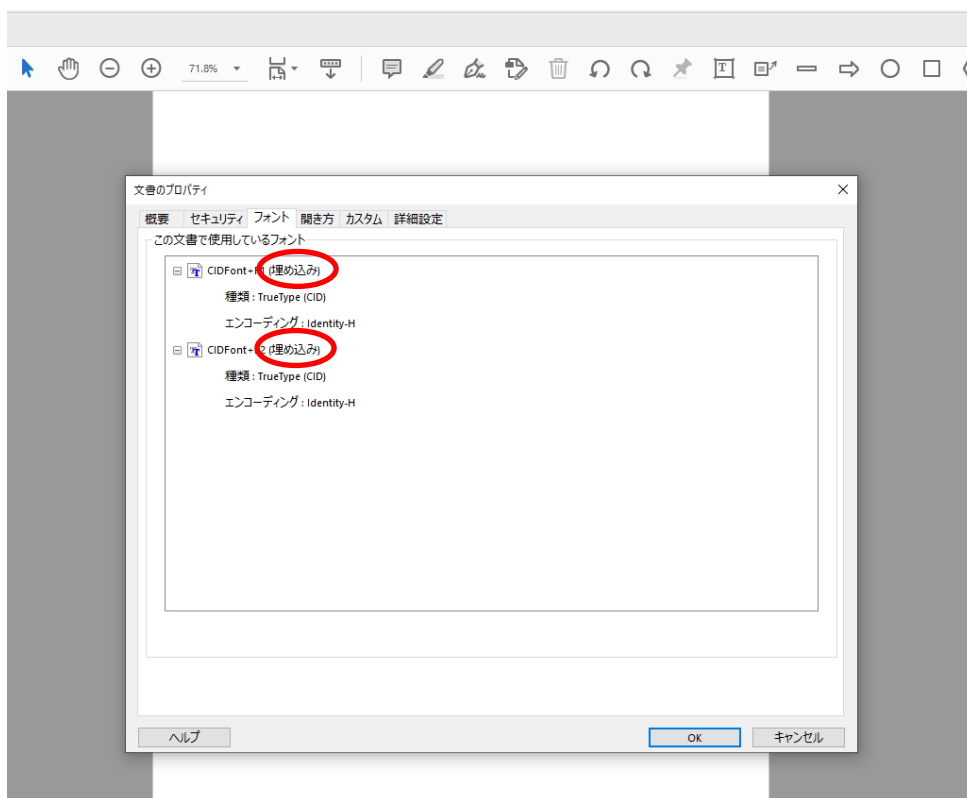 71.8%
文書のプロパティ
概要 セキュリティ フォント 開き方 カスタム 詳細設定
この文書で使用しているフォント
CIDFont+F1 (埋め込み)
種類 : TrueType (CID)
エンコーディング : Identity-H
CIDFont+F2 (埋め込み)
種類 : TrueType (CID)
エンコーディング : Identity-H
ヘルプ OK キャンセル